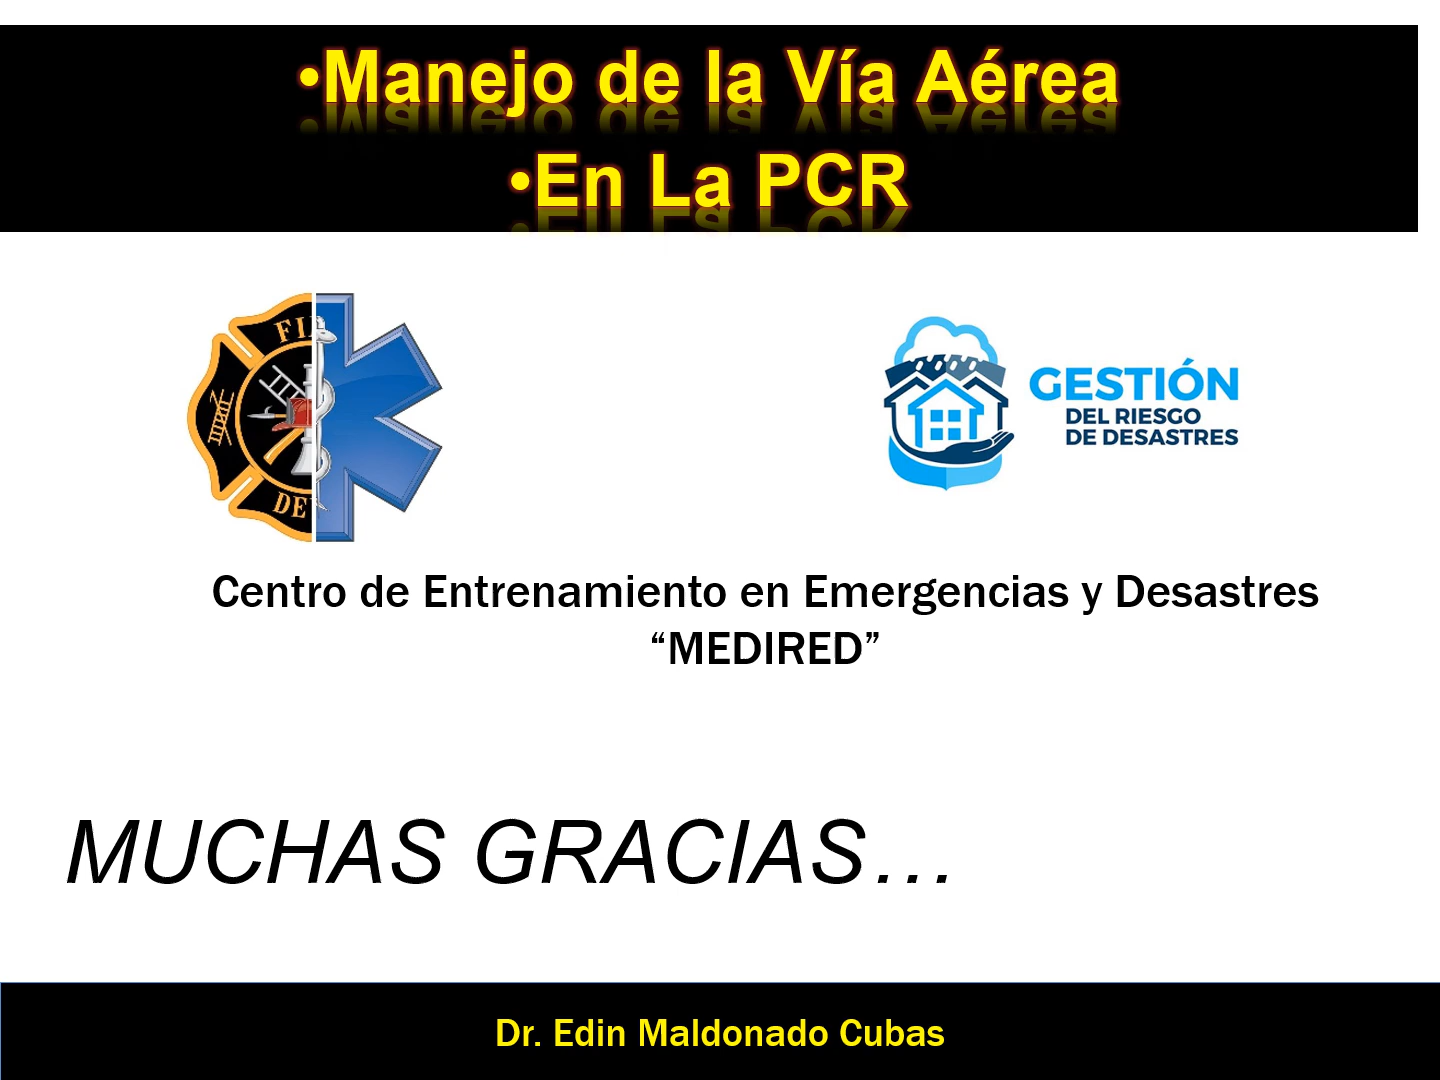 •Manejo de la Vía Aérea
•En La PCR
GESTIÓN
DEL RIESGO
DE DESASTRES
Centro de Entrenamiento en Emergencias y Desastres
“MEDIRED”
MUCHAS GRACIAS…
Dr. Edin Maldonado Cubas